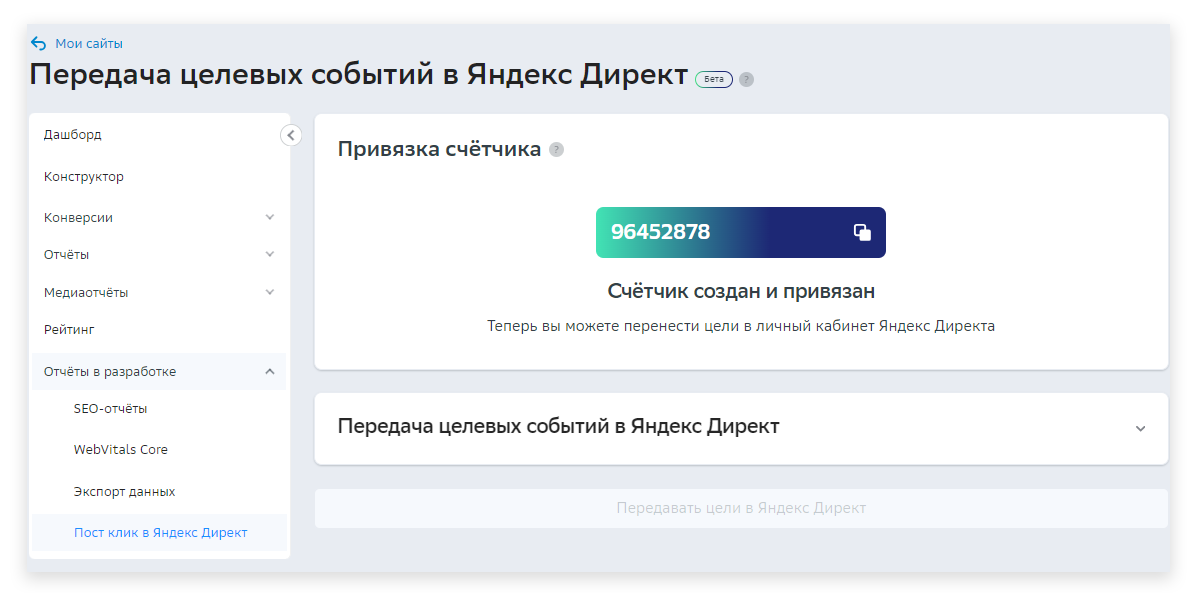 Мои сайты
Передача целевых событий в Яндекс Директ Бета ?
Дашборд
Конструктор
Конверсии
Отчёты
Медиаотчёты
Рейтинг
Отчёты в разработке
SEO-отчёты
WebVitals Core
Экспорт данных
Пост клик в Яндекс Директ
Привязка счётчика ?
96452878
Счётчик создан и привязан
Теперь вы можете перенести цели в личный кабинет Яндекс Директа
Передача целевых событий в Яндекс Директ
Передавать цели в Яндекс Директ